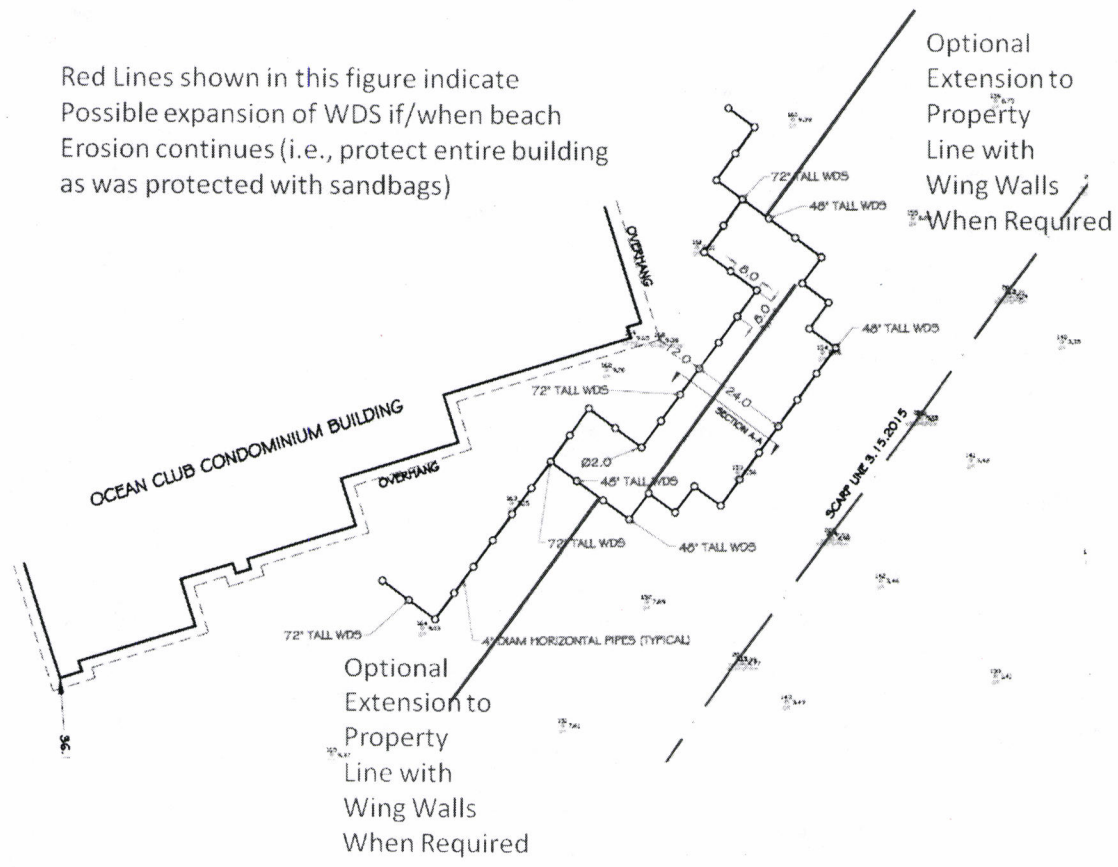 Red Lines shown in this figure indicate
Possible expansion of WDS if/when beach
Erosion continues (i.e., protect entire building
as was protected with sandbags)
Optional
Extension to
Property
Line with
Wing Walls
When Required
72" TALL WDS
48" TALL WDS
OVERHANG
8.0
6.0
48" TALL WDS
12.0
72" TALL WDS
24.0
SECTION A-A
OCEAN CLUB CONDOMINIUM BUILDING
OVERHANG
Ø2.0
48" TALL WDS
72" TALL WDS
48" TALL WDS
SCARP LINE 3.15.2015
72" TALL WDS
4" DIAM HORIZONTAL PIPES (TYPICAL)
36.
Optional
Extension to
Property
Line with
Wing Walls
When Required